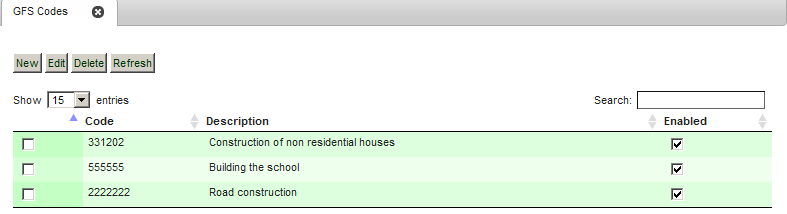 GFS Codes
New Edit Delete Refresh
Show 15 entries Search:
Code Description Enabled
331202 Construction of non residential houses
555555 Building the school
2222222 Road construction